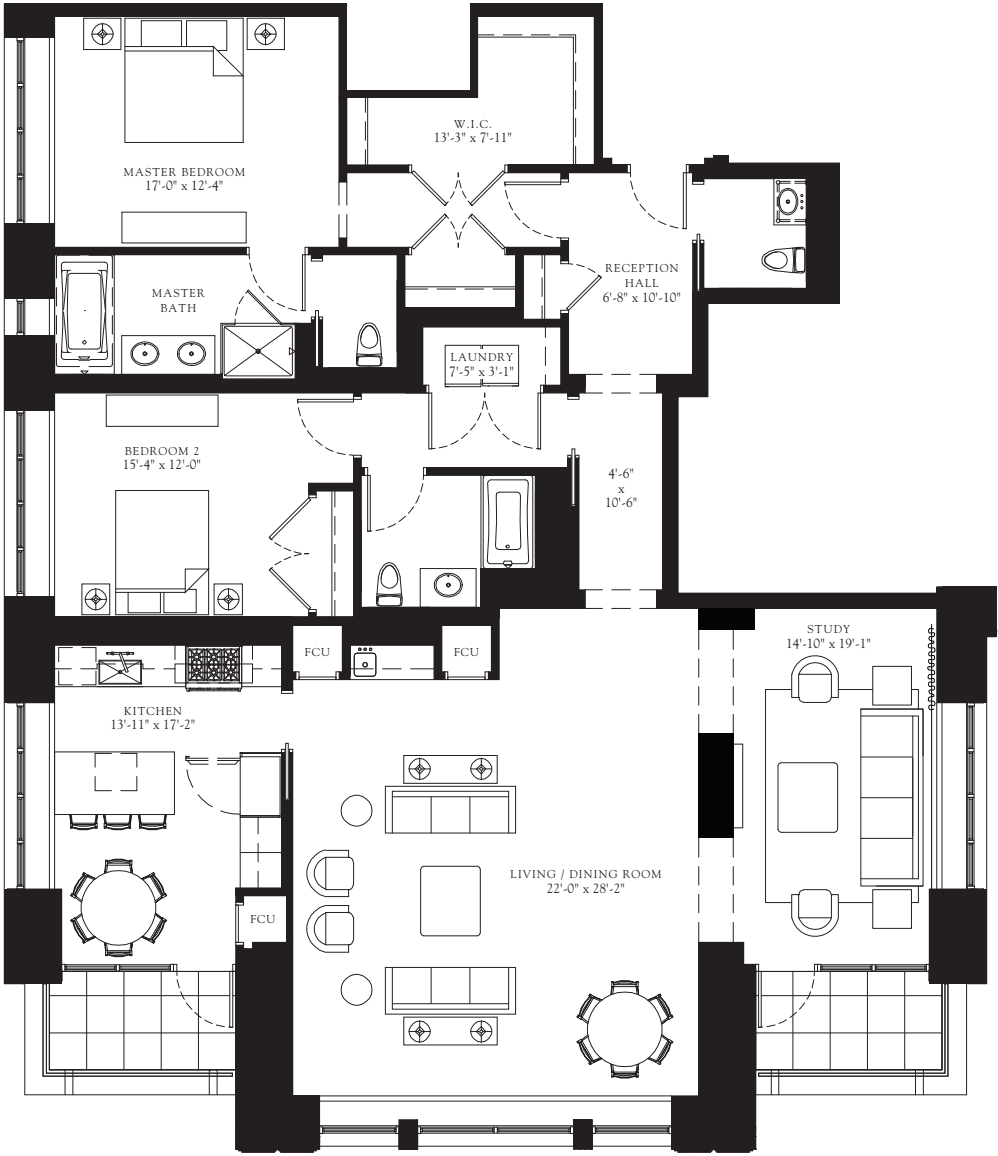 W.I.C.
13'-3" x 7'-11"
MASTER BEDROOM
17'-0" x 12'-4"
RECEPTION
HALL
6'-8" x 10'-10"
MASTER
BATH
LAUNDRY
7'-5" x 3'-1"
BEDROOM 2
15'-4" x 12'-0"
4'-6"
x
10'-6"
STUDY
14'-10" x 19'-1"
FCU
FCU
KITCHEN
13'-11" x 17'-2"
LIVING / DINING ROOM
22'-0" x 28'-2"
FCU